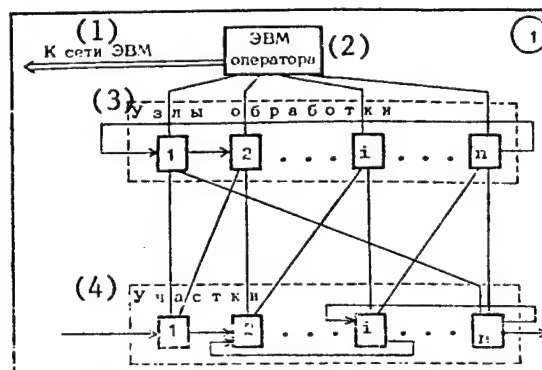 (1)
К сети ЭВМ
ЭВМ оператора
(2)
1
(3)
Узлы обработки
1 2 . . . i . . . n
(4)
Участки
1 2 . . . i . . . . n